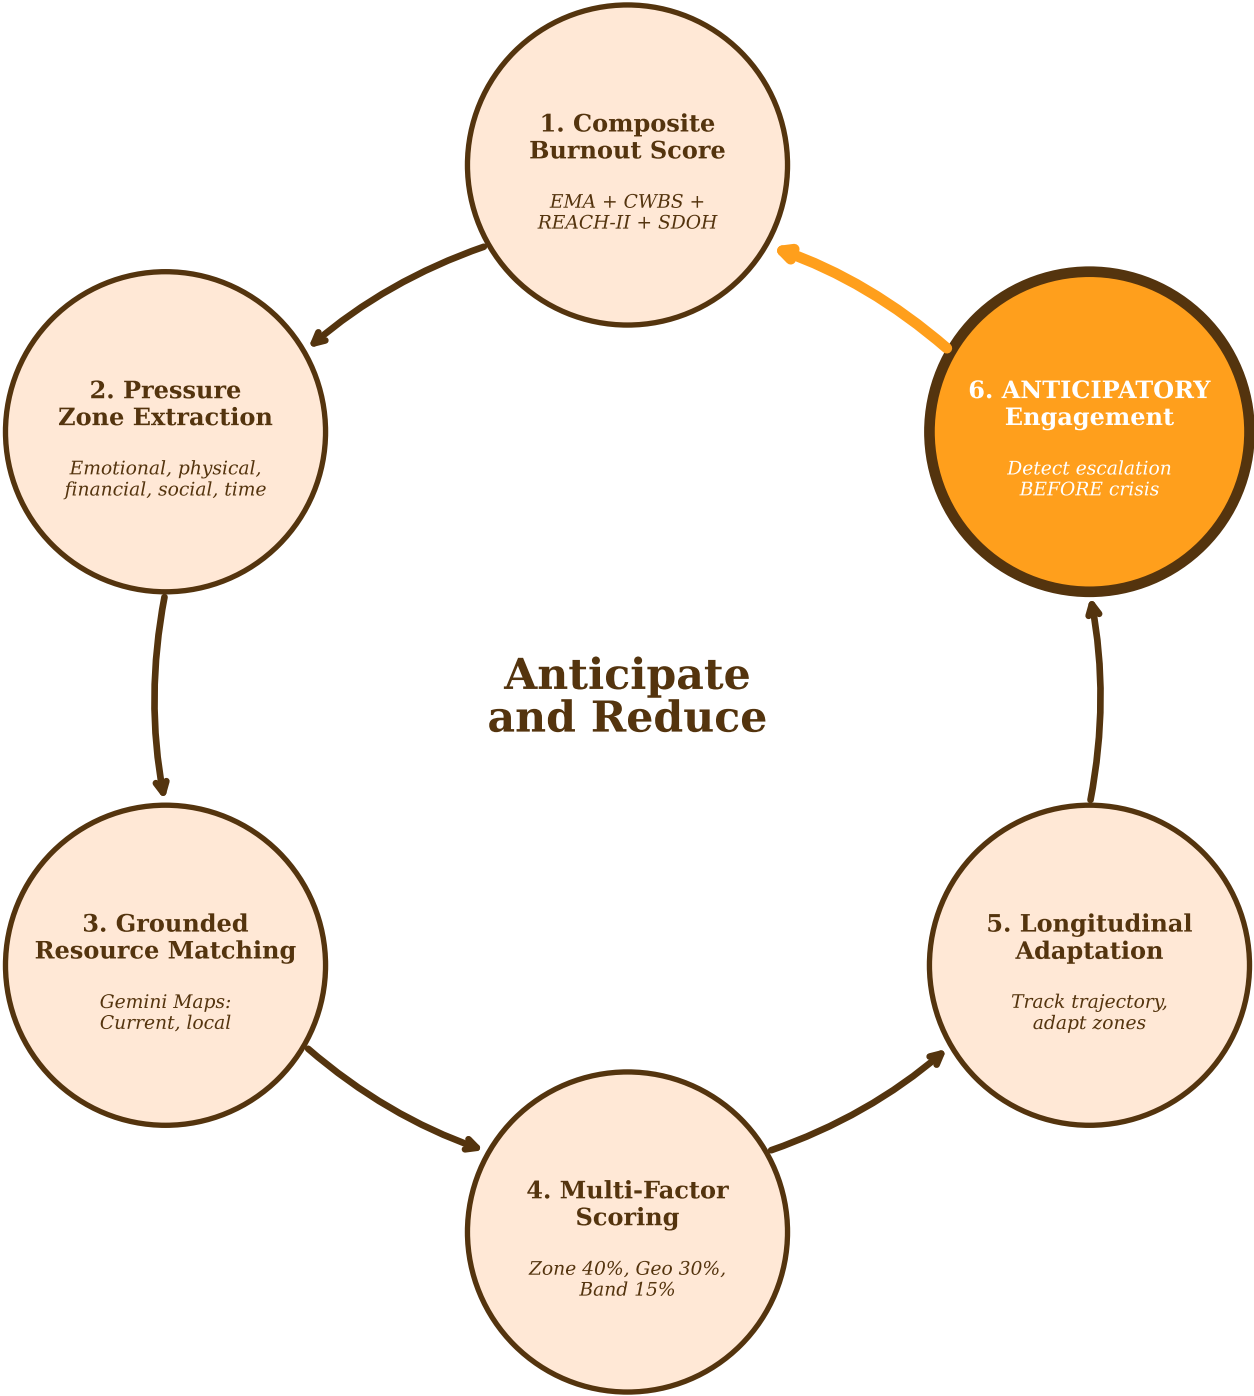 1. Composite
Burnout Score
EMA + CWBS +
REACH-II + SDOH
2. Pressure
Zone Extraction
Emotional, physical,
financial, social, time
3. Grounded
Resource Matching
Gemini Maps:
Current, local
4. Multi-Factor
Scoring
Zone 40%, Geo 30%,
Band 15%
5. Longitudinal
Adaptation
Track trajectory,
adapt zones
6. ANTICIPATORY
Engagement
Detect escalation
BEFORE crisis
Anticipate
and Reduce